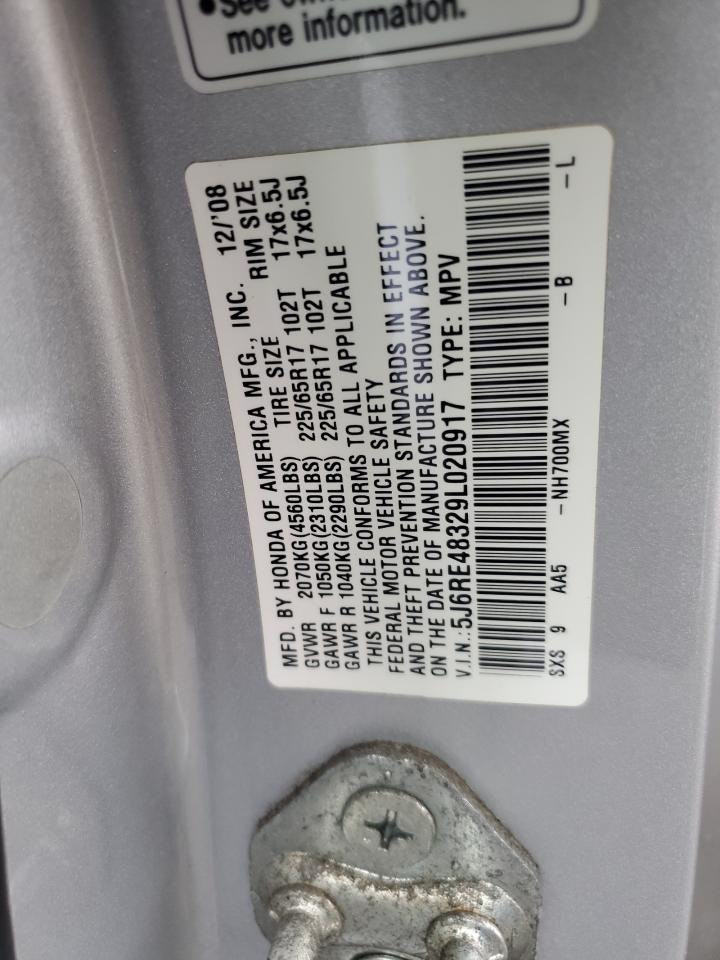 ●See
more information.
MFD. BY HONDA OF AMERICA MFG., INC. 12/'08
GVWR 2070KG(4560LBS) TIRE SIZE RIM SIZE
GAWR F 1050KG(2310LBS) 225/65R17 102T 17x6.5J
GAWR R 1040KG(2290LBS) 225/65R17 102T 17x6.5J
THIS VEHICLE CONFORMS TO ALL APPLICABLE
FEDERAL MOTOR VEHICLE SAFETY
AND THEFT PREVENTION STANDARDS IN EFFECT
ON THE DATE OF MANUFACTURE SHOWN ABOVE.
V.I.N.:5J6RE48329L020917 TYPE: MPV
SXS 9 AA5 -NH700MX -B -L